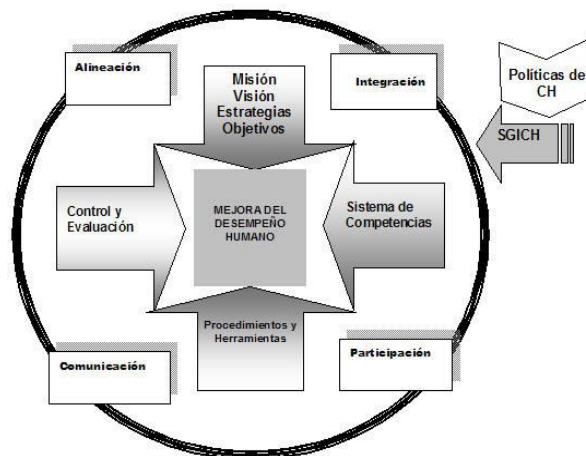 Alineación
Misión
Visión
Estrategias
Objetivos
Integración
Políticas de
CH
SGICH
Control y
Evaluación
MEJORA DEL
DESEMPEÑO
HUMANO
Sistema de
Competencias
Procedimientos y
Herramientas
Comunicación
Participación